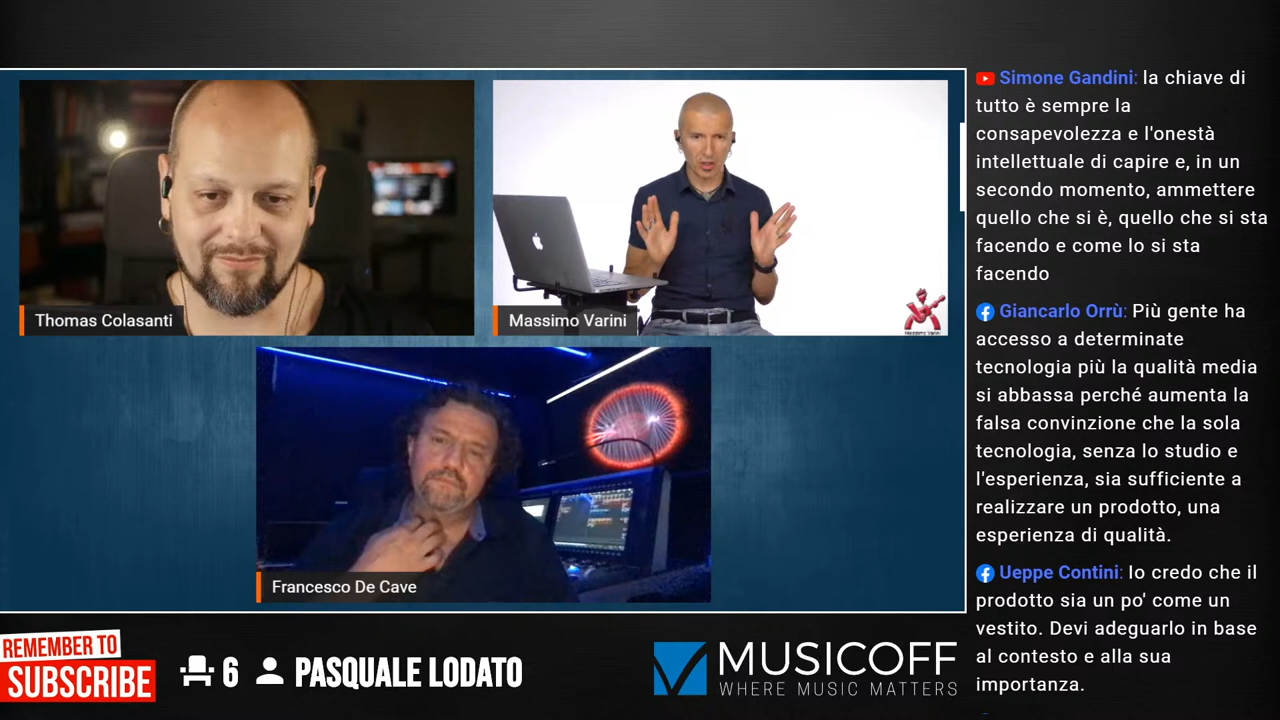 Thomas Colasanti
Massimo Varini
Massimo Varini
Francesco De Cave
Simone Gandini: la chiave di
tutto è sempre la
consapevolezza e l'onestà
intellettuale di capire e, in un
secondo momento, ammettere
quello che si è, quello che si sta
facendo e come lo si sta
facendo
Giancarlo Orrù: Più gente ha
accesso a determinate
tecnologia più la qualità media
si abbassa perché aumenta la
falsa convinzione che la sola
tecnologia, senza lo studio e
l'esperienza, sia sufficiente a
realizzare un prodotto, una
esperienza di qualità.
Ueppe Contini: Io credo che il
prodotto sia un po' come un
vestito. Devi adeguarlo in base
al contesto e alla sua
importanza.
REMEMBER TO
SUBSCRIBE
6 PASQUALE LODATO
MUSICOFF
WHERE MUSIC MATTERS